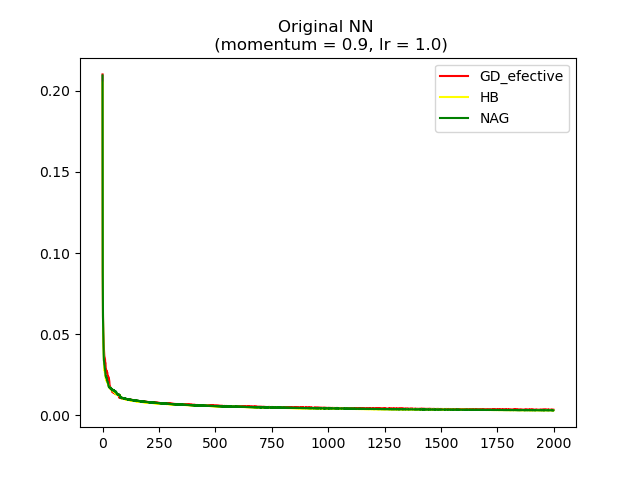 Original NN
(momentum = 0.9, lr = 1.0)
GD_efective
HB
NAG
0.20
0.15
0.10
0.05
0.00
0 250 500 750 1000 1250 1500 1750 2000